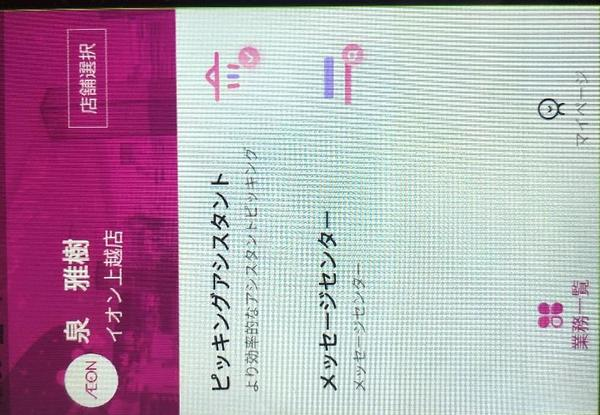 ÆON
泉 雅樹
イオン上越店
店舗選択
ピッキングアシスタント
より効率的なアシスタントピッキング
メッセージセンター
メッセージセンター
業務一覧
マイページ